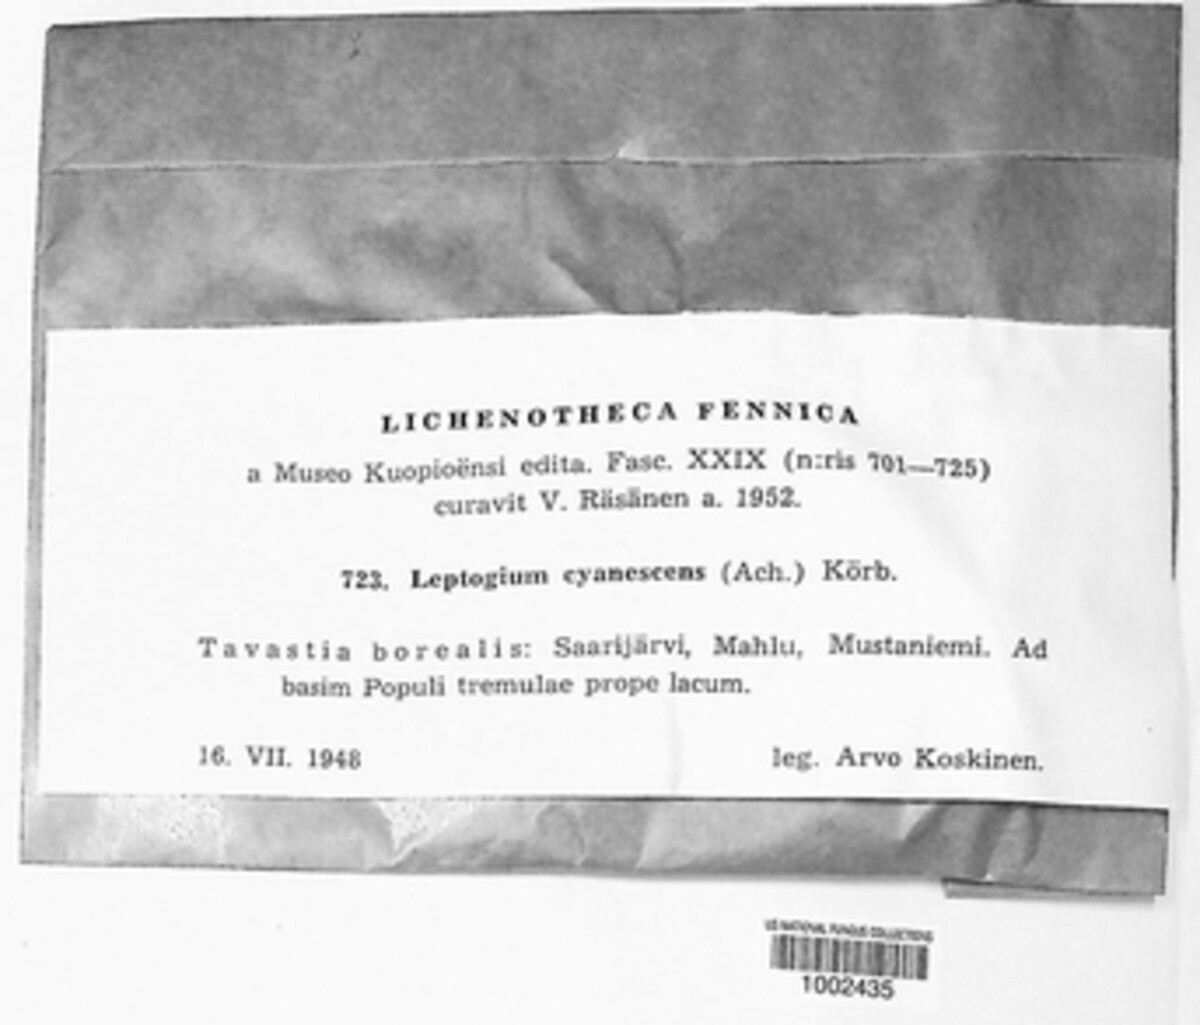 LICHENOTHECA FENNICA
a Museo Kuopioënsi edita. Fasc. XXIX (n:ris 701—725)
curavit V. Räsänen a. 1952.
723. Leptogium cyanescens (Ach.) Körb.
Tavastia borealis: Saarijärvi, Mahlu, Mustaniemi. Ad
basim Populi tremulae prope lacum.
16. VII. 1948
leg. Arvo Koskinen.
US NATIONAL FUNGUS COLLECTIONS
1002435